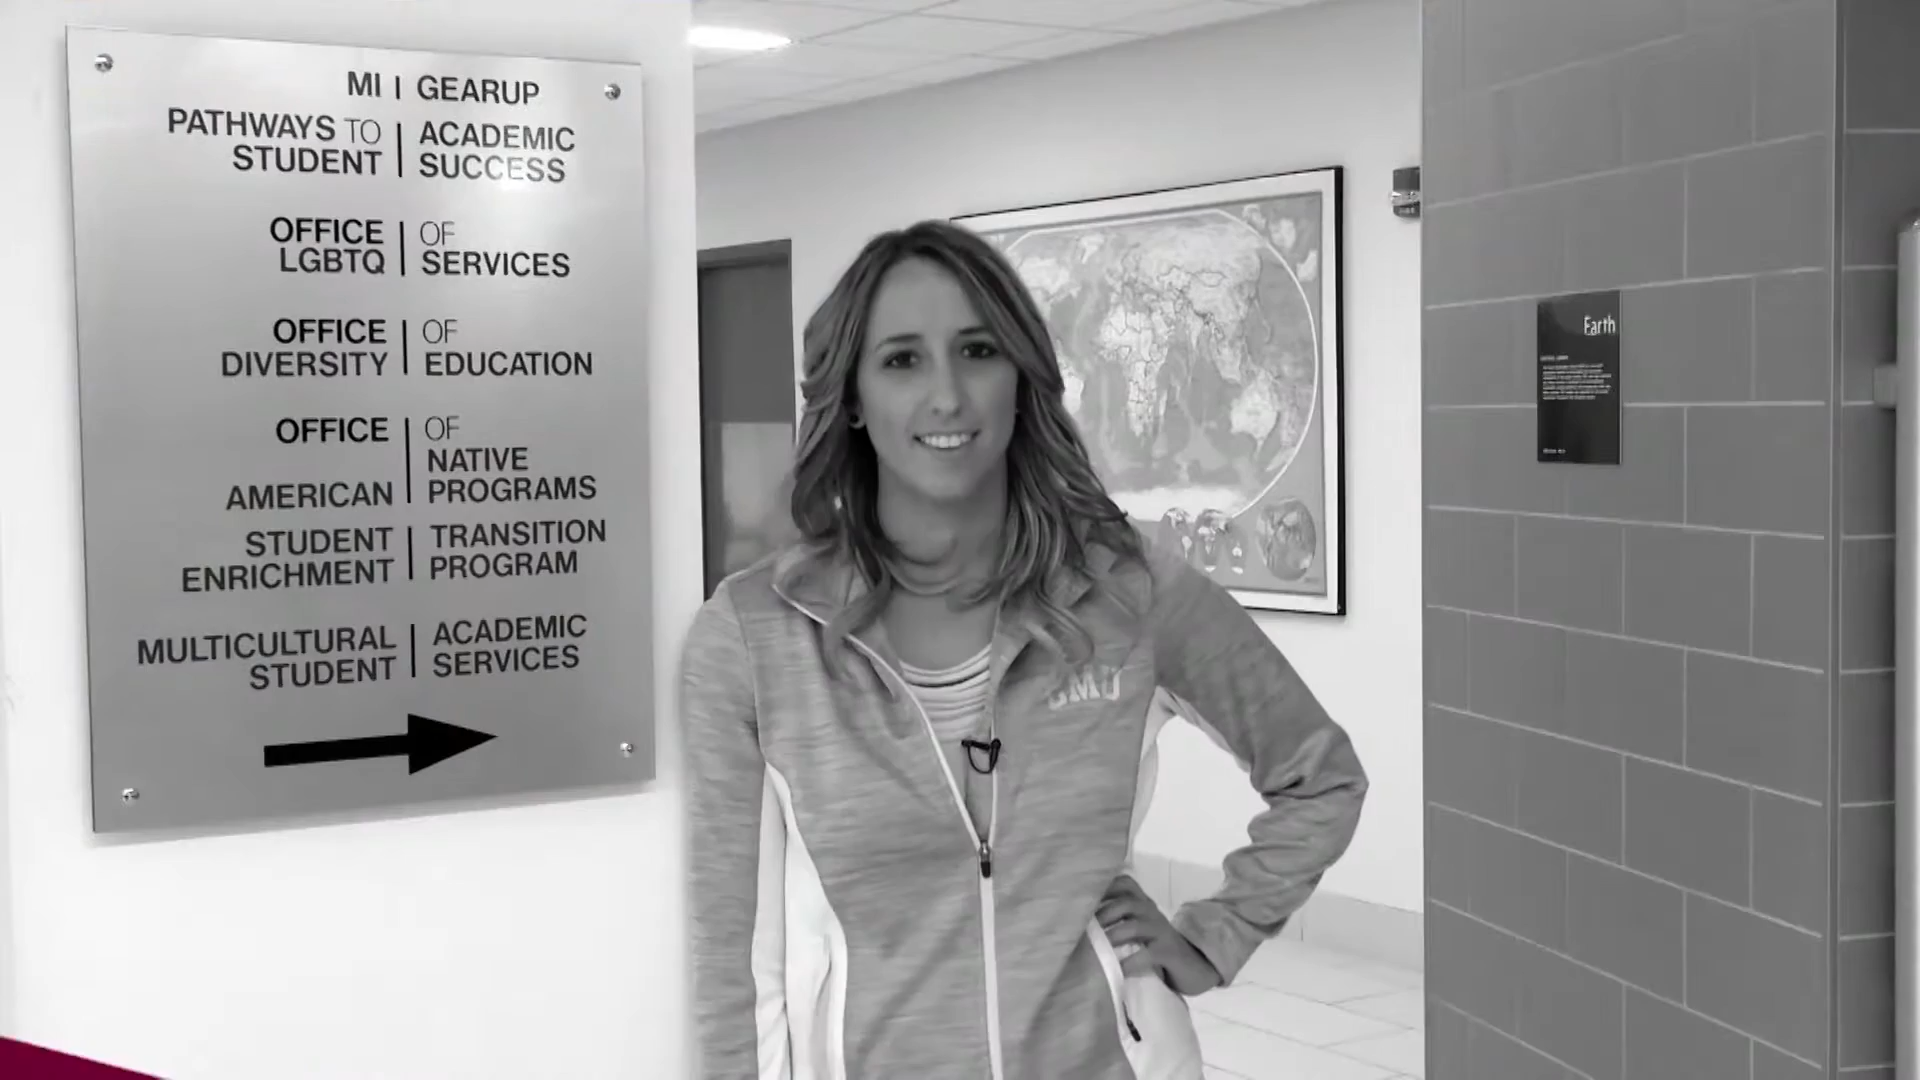 MI | GEARUP
PATHWAYS TO | ACADEMIC
STUDENT | SUCCESS
OFFICE | OF
LGBTQ | SERVICES
OFFICE | OF
DIVERSITY | EDUCATION
OFFICE | OF
NATIVE
AMERICAN | PROGRAMS
STUDENT | TRANSITION
ENRICHMENT | PROGRAM
MULTICULTURAL | ACADEMIC
STUDENT | SERVICES
CMU
Earth